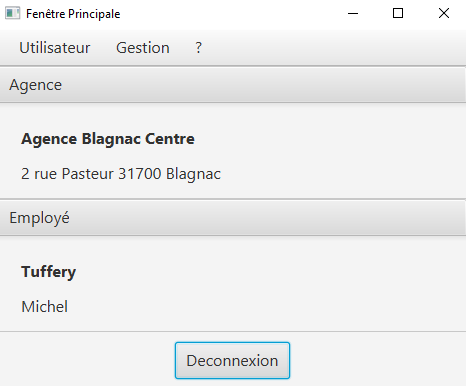 Fenêtre Principale
Utilisateur Gestion ?
Agence
Agence Blagnac Centre
2 rue Pasteur 31700 Blagnac
Employé
Tuffery
Michel
Deconnexion